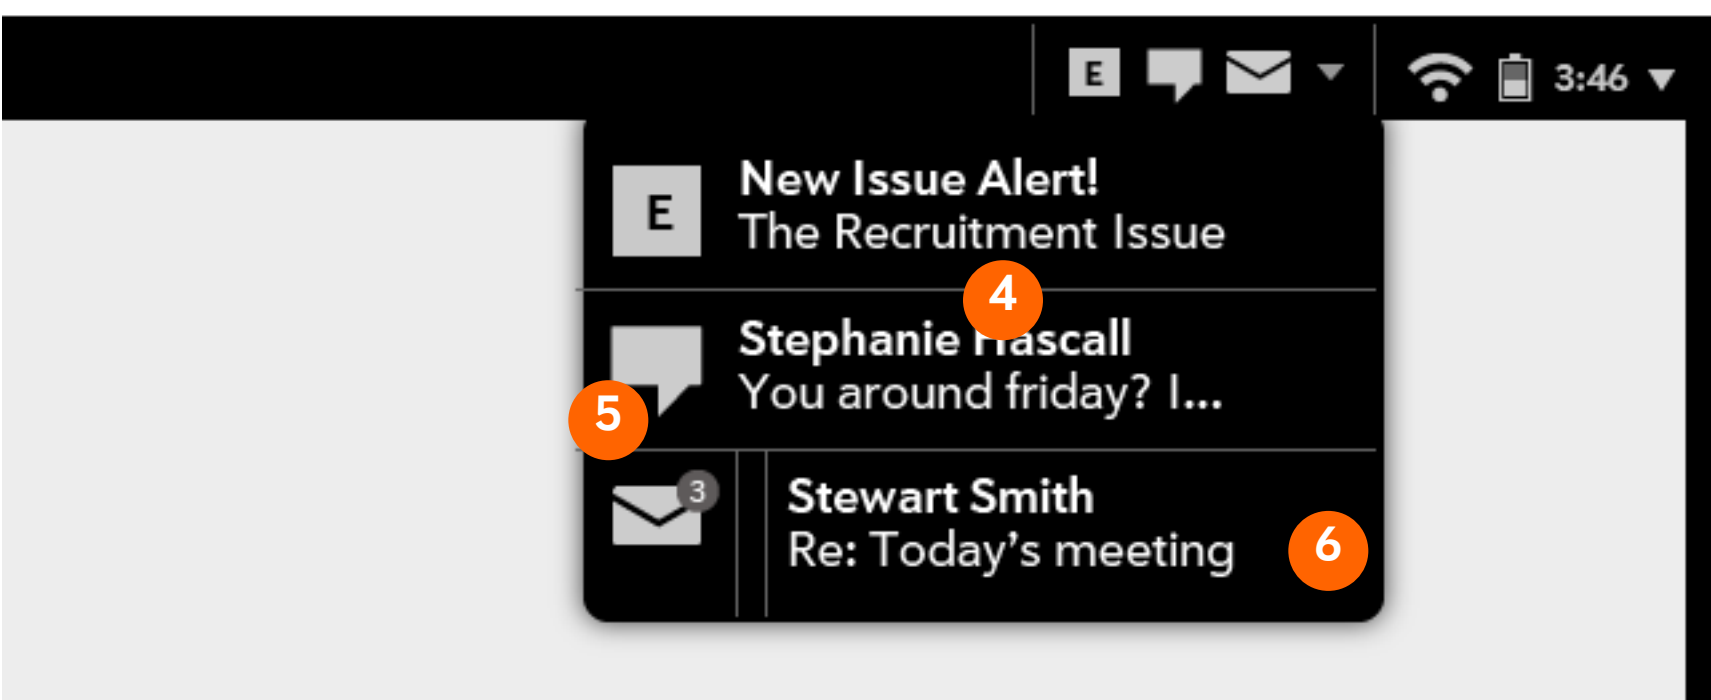 E 3:46
E
New Issue Alert!
The Recruitment Issue
4
Stephanie Hascall
You around friday? I...
5
3
Stewart Smith
Re: Today’s meeting
6